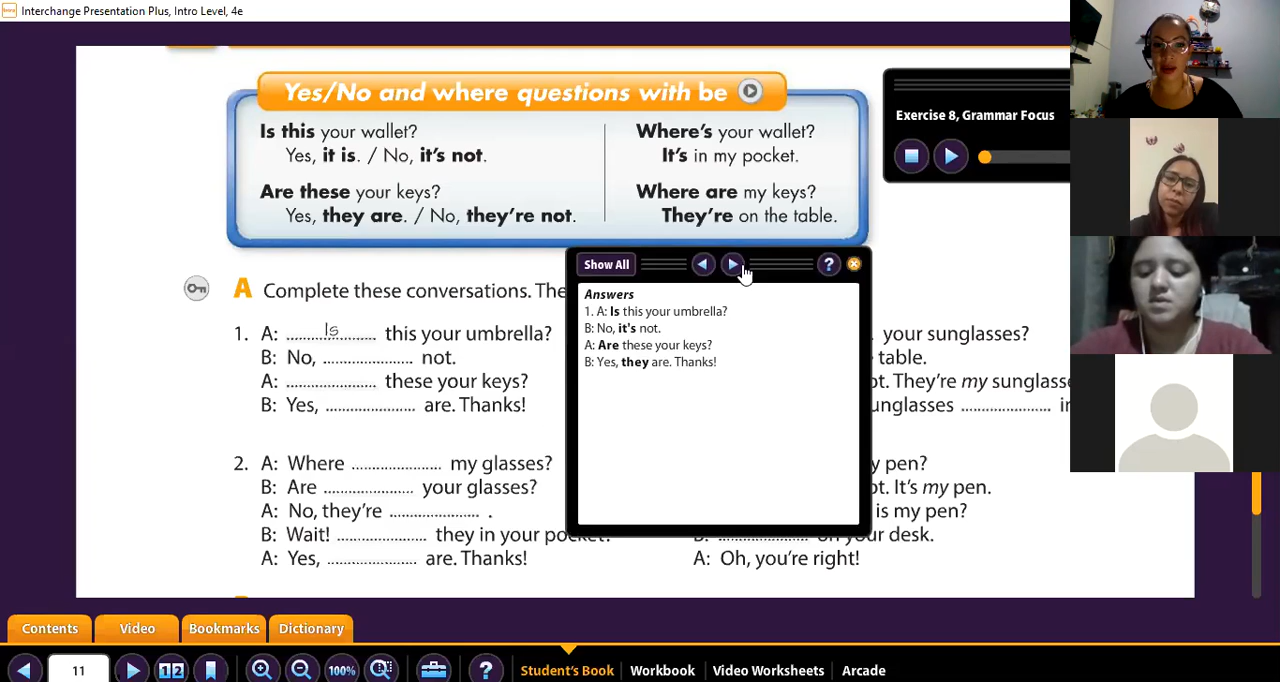 Interchange Presentation Plus, Intro Level, 4e
Yes/No and where questions with be
Is this your wallet?
Yes, it is. / No, it's not.
Are these your keys?
Yes, they are. / No, they're not.
Where's your wallet?
It's in my pocket.
Where are my keys?
They're on the table.
Exercise 8, Grammar Focus
A Complete these conversations. The
1. A: Is this your umbrella?
B: No, .................... not.
A: .................... these your keys?
B: Yes, .................... are. Thanks!
2. A: Where .................... my glasses?
B: Are .................... your glasses?
A: No, they're .................... .
B: Wait! .................... they in your pocket?
A: Yes, .................... are. Thanks!
your sunglasses?
table.
They're my sunglasse
unglasses .................... in
pen?
It's my pen.
is my pen?
on your desk.
A: Oh, you're right!
Show All
?
Answers
1. A: Is this your umbrella?
B: No, it's not.
A: Are these your keys?
B: Yes, they are. Thanks!
Contents
Video
Bookmarks
Dictionary
11
12
100%
?
Student's Book
Workbook
Video Worksheets
Arcade